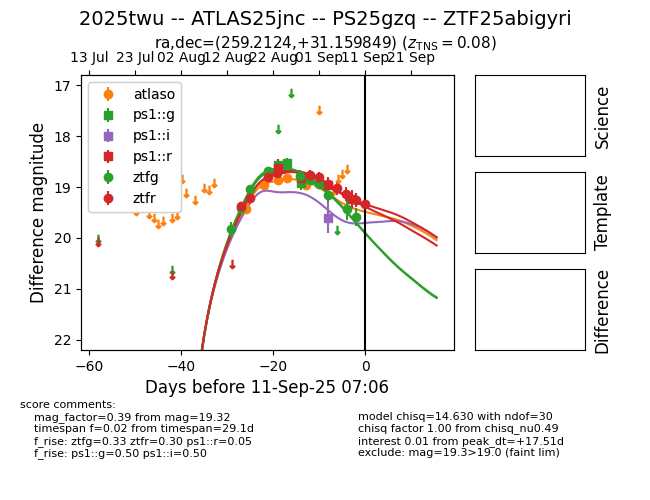 2025twu -- ATLAS25jnc -- PS25gzq -- ZTF25abigyri
ra,dec=(259.2124,+31.159849) (z_TNS = 0.08)
13 Jul 23 Jul 02 Aug 12 Aug 22 Aug 01 Sep 11 Sep 21 Sep
17
18
19
20
21
22
Difference magnitude
atlaso
ps1::g
ps1::i
ps1::r
ztfg
ztfr
−60 −40 −20 0
Days before 11-Sep-25 07:06
Science
Template
Difference
score comments:
mag_factor=0.39 from mag=19.32
timespan f=0.02 from timespan=29.1d
f_rise: ztfg=0.33 ztfr=0.30 ps1::r=0.05
f_rise: ps1::g=0.50 ps1::i=0.50
model chisq=14.630 with ndof=30
chisq factor 1.00 from chisq_nu0.49
interest 0.01 from peak_dt=+17.51d
exclude: mag=19.3>19.0 (faint lim)